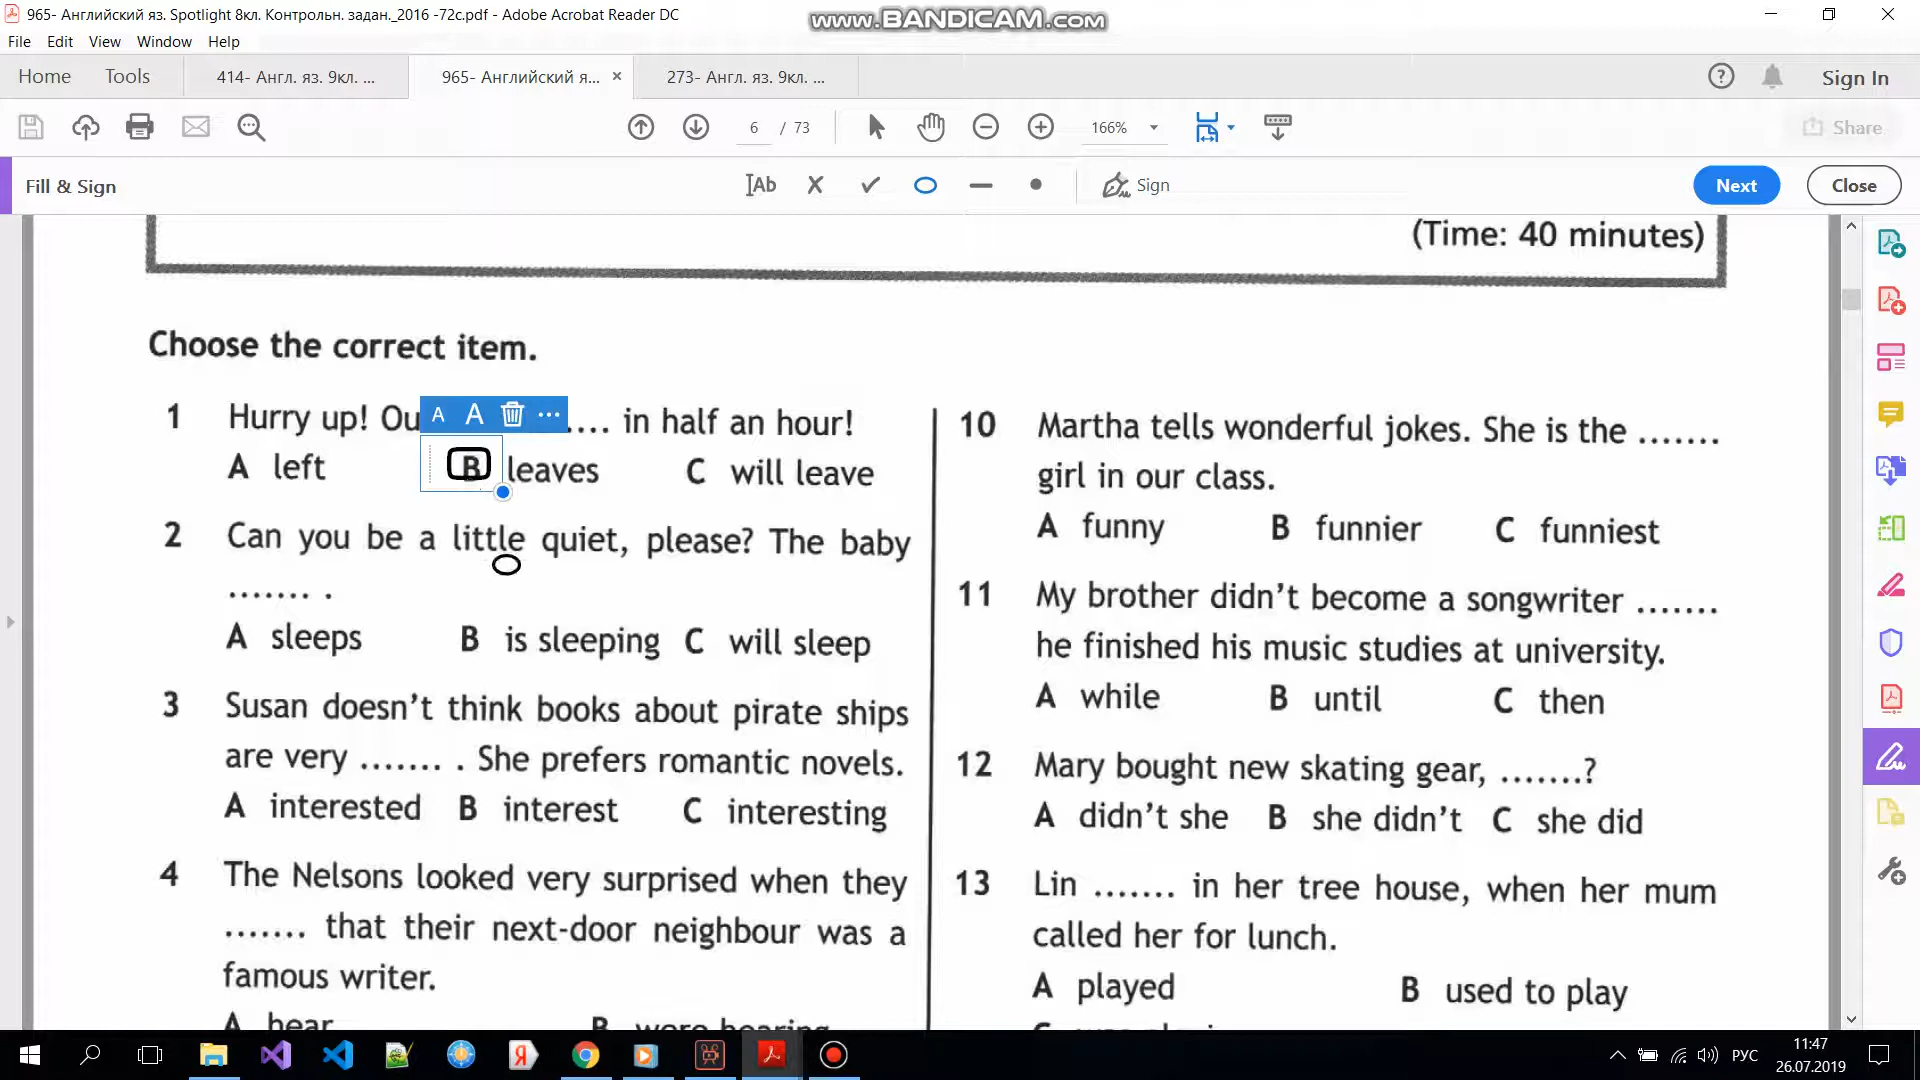 965- Английский яз. Spotlight 8кл. Контрольн. задан._2016 -72с.pdf - Adobe Acrobat Reader DC
www.BANDICAM.com
File Edit View Window Help
Home Tools 414- Англ. яз. 9кл. ... 965- Английский я... × 273- Англ. яз. 9кл. ... Sign In
6 / 73 166% Share
Fill & Sign Ab Sign Next Close
(Time: 40 minutes)
Choose the correct item.
1 Hurry up! Ou .... in half an hour!
A A
A left B leaves C will leave
2 Can you be a little quiet, please? The baby
....... .
A sleeps B is sleeping C will sleep
3 Susan doesn't think books about pirate ships
are very ....... . She prefers romantic novels.
A interested B interest C interesting
4 The Nelsons looked very surprised when they
....... that their next-door neighbour was a
famous writer.
A hear B were hearing
10 Martha tells wonderful jokes. She is the .......
girl in our class.
A funny B funnier C funniest
11 My brother didn't become a songwriter .......
he finished his music studies at university.
A while B until C then
12 Mary bought new skating gear, .......?
A didn't she B she didn't C she did
13 Lin ....... in her tree house, when her mum
called her for lunch.
A played B used to play
C
РУС 11:47
26.07.2019